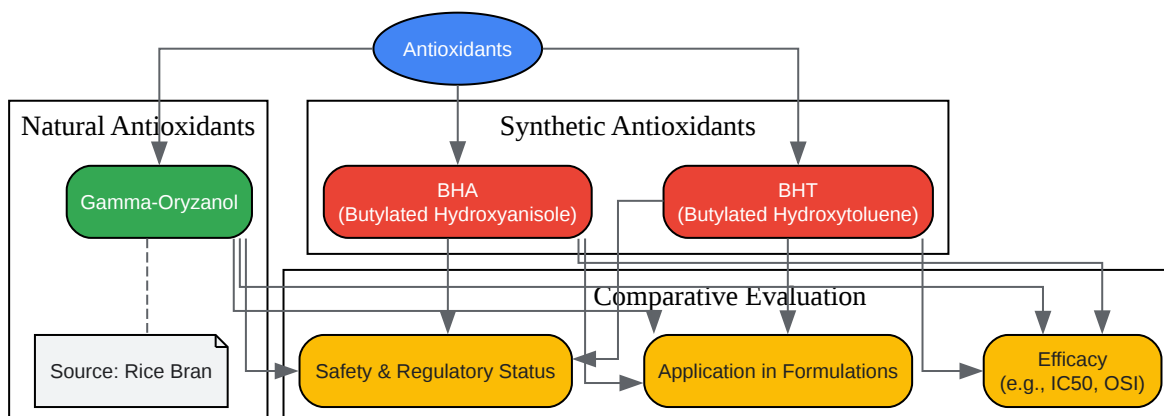 Antioxidants
Natural Antioxidants
Synthetic Antioxidants
Gamma-Oryzanol
BHA
(Butylated Hydroxyanisole)
BHT
(Butylated Hydroxytoluene)
Comparative Evaluation
Source: Rice Bran
Safety & Regulatory Status
Application in Formulations
Efficacy
(e.g., IC50, OSI)